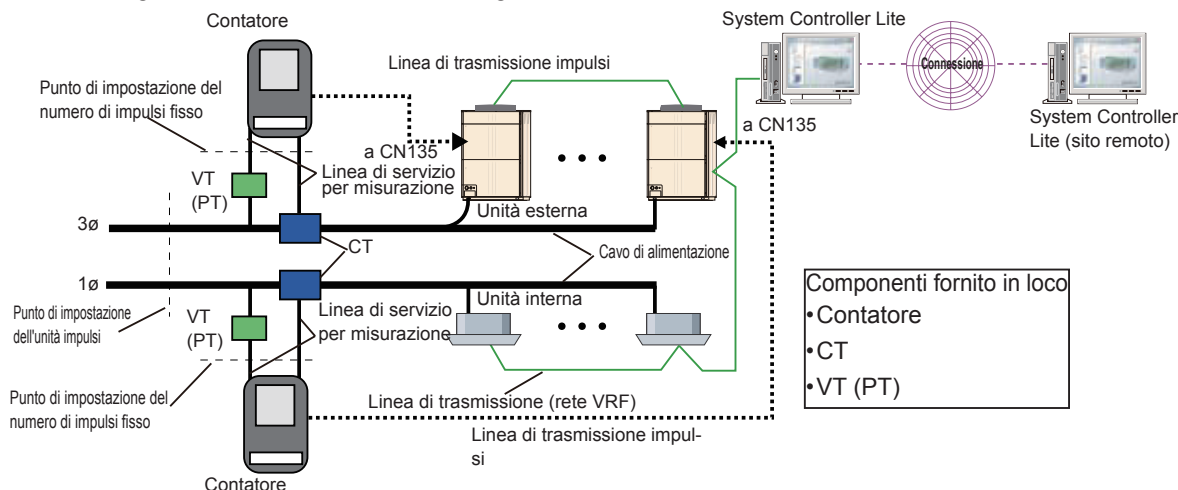 Contatore
System Controller Lite
Linea di trasmissione impulsi
Connessione
Punto di impostazione del
numero di impulsi fisso
a CN135
a CN135
System Controller
Lite (sito remoto)
VT
(PT)
Linea di servizio
per misurazione
Unità esterna
3ø
CT
Cavo di alimentazione
1ø
Unità interna
Componenti fornito in loco
•Contatore
•CT
•VT (PT)
Punto di impostazione
dell'unità impulsi
VT
(PT)
Linea di servizio
per misurazione
Punto di impostazione del
numero di impulsi fisso
Linea di trasmissione (rete VRF)
Linea di trasmissione impul-
si
Contatore